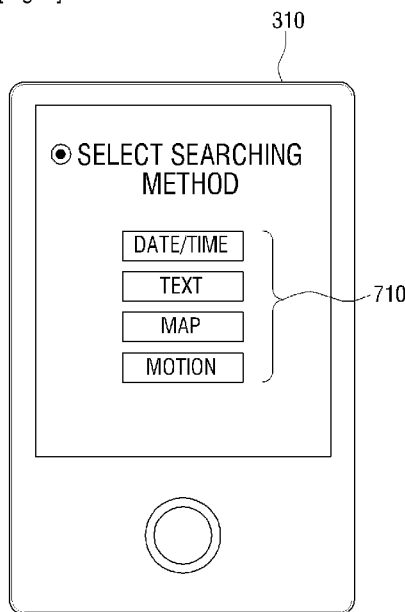 310
SELECT SEARCHING
METHOD
DATE/TIME
TEXT
MAP
MOTION
710